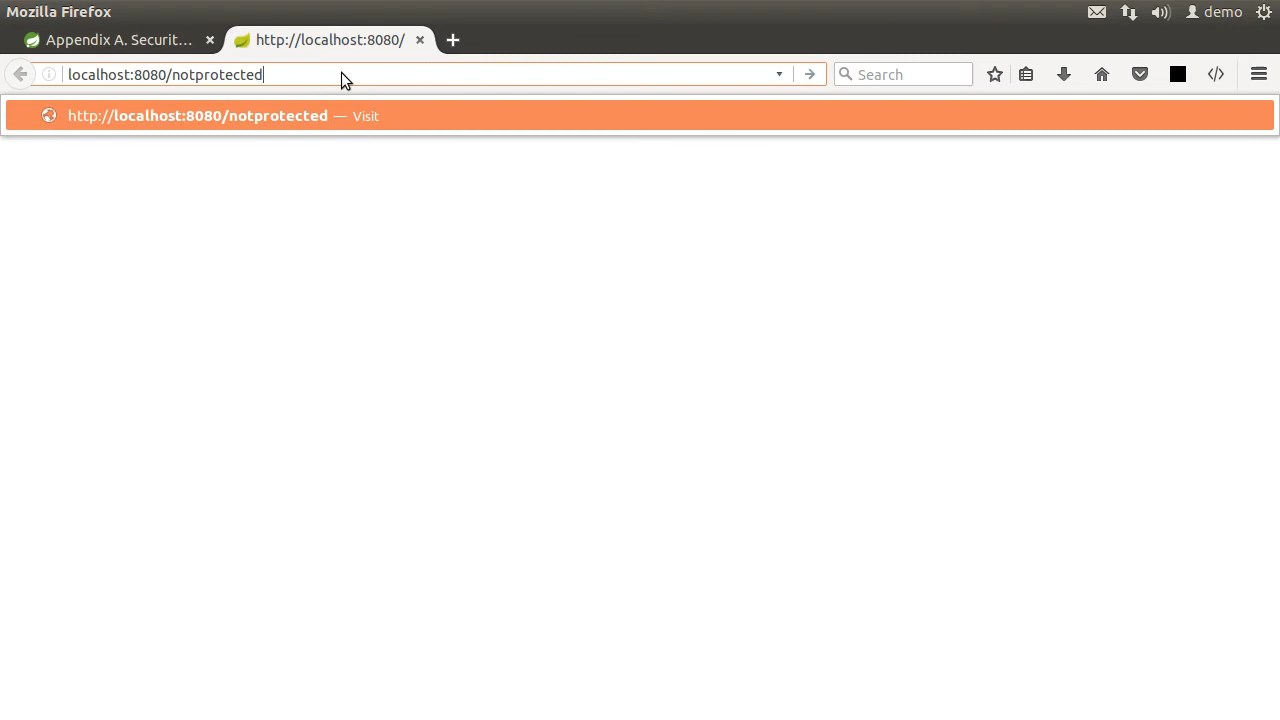 Mozilla Firefox
demo
Appendix A. Securit...
http://localhost:8080/
localhost:8080/notprotected
Search
http://localhost:8080/notprotected — Visit